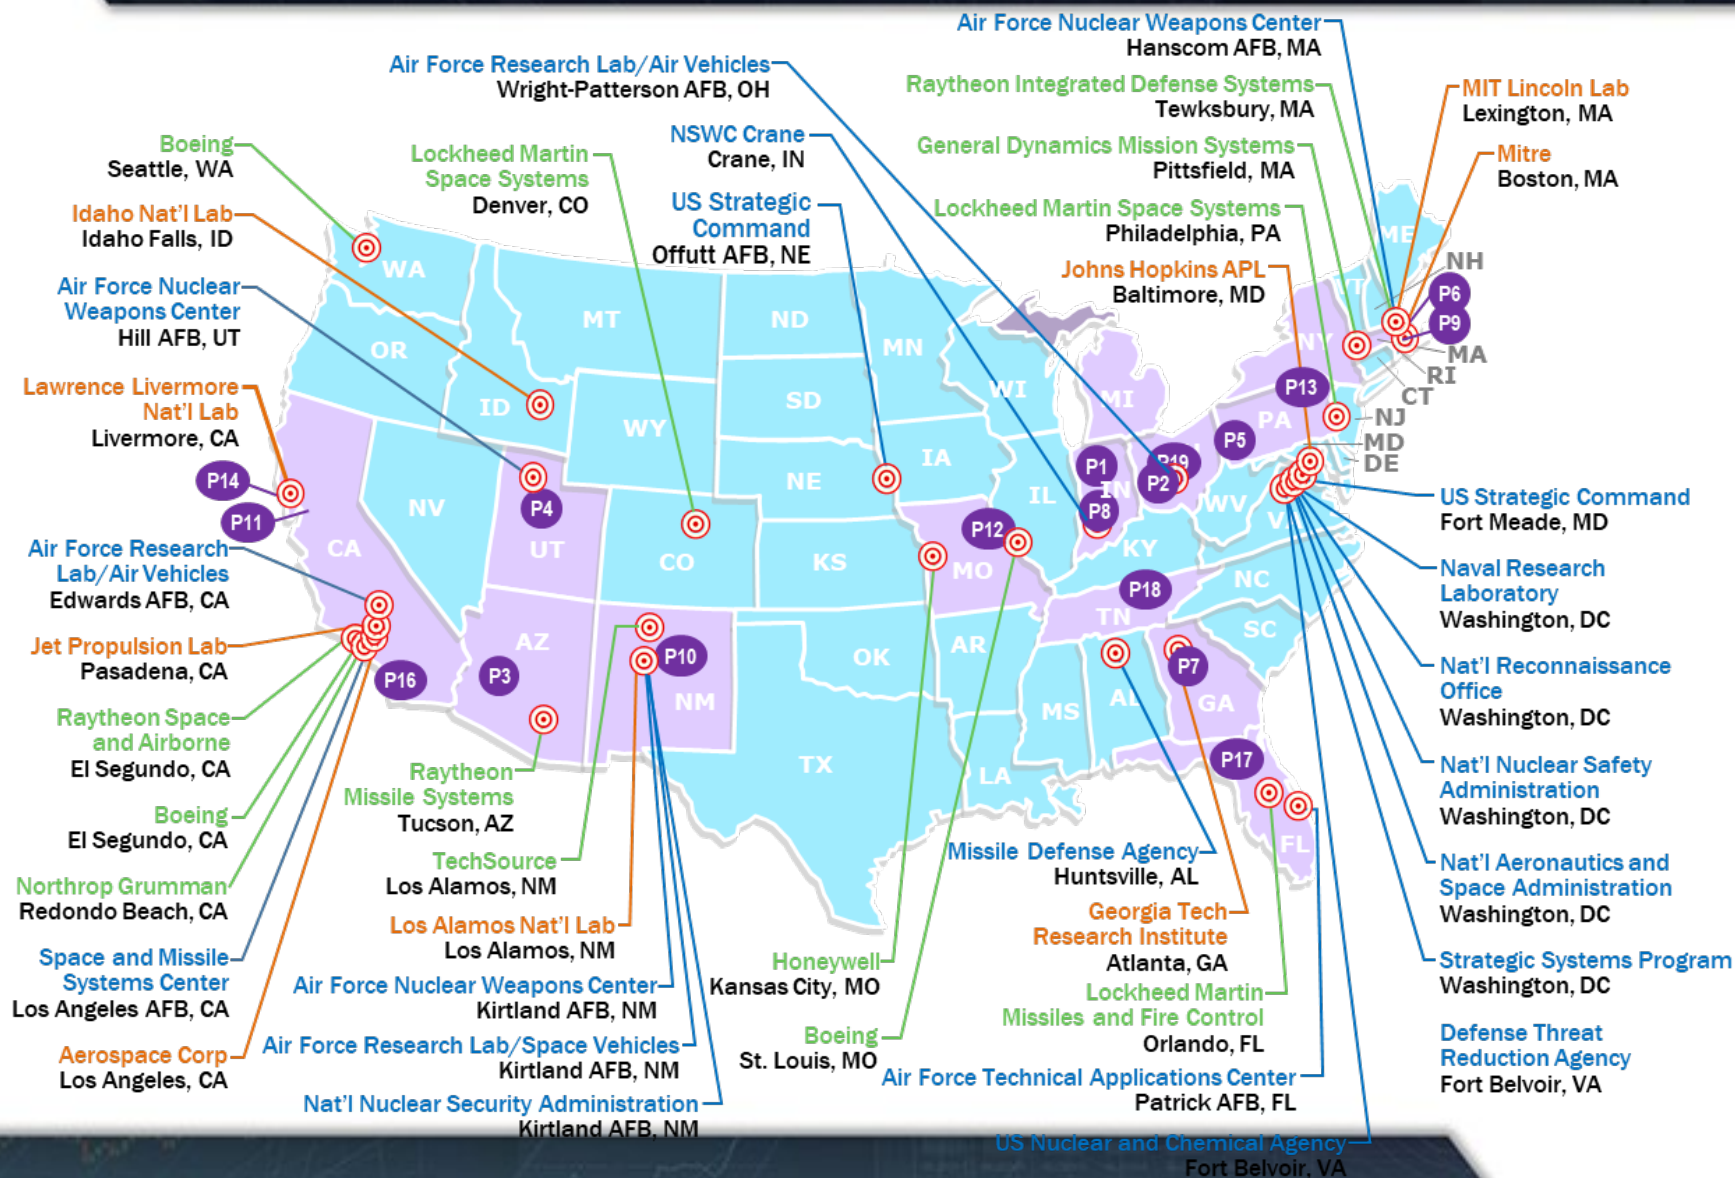 Air Force Nuclear Weapons Center
Hanscom AFB, MA
Air Force Research Lab/Air Vehicles
Wright-Patterson AFB, OH
Raytheon Integrated Defense Systems
Tewksbury, MA
MIT Lincoln Lab
Lexington, MA
NSWC Crane
Crane, IN
General Dynamics Mission Systems
Pittsfield, MA
Mitre
Boston, MA
Boeing
Seattle, WA
Lockheed Martin
Space Systems
Denver, CO
US Strategic
Command
Offutt AFB, NE
Lockheed Martin Space Systems
Philadelphia, PA
Idaho Nat'l Lab
Idaho Falls, ID
Johns Hopkins APL
Baltimore, MD
Air Force Nuclear
Weapons Center
Hill AFB, UT
Lawrence Livermore
Nat'l Lab
Livermore, CA
P14
P11
Air Force Research
Lab/Air Vehicles
Edwards AFB, CA
Jet Propulsion Lab
Pasadena, CA
Raytheon Space
and Airborne
El Segundo, CA
Boeing
El Segundo, CA
Northrop Grumman
Redondo Beach, CA
Space and Missile
Systems Center
Los Angeles AFB, CA
Aerospace Corp
Los Angeles, CA
WA
OR
ID
MT
WY
NV
UT
CA
AZ
CO
NM
ND
SD
NE
KS
OK
TX
MN
IA
MO
AR
LA
WI
IL
MS
MI
IN
KY
TN
AL
GA
FL
SC
NC
WV
PA
NY
ME
NH
MA
RI
CT
NJ
MD
DE
P4
P16
P3
P10
P12
P1
P8
P19
P2
P5
P13
P6
P9
P18
P7
P17
Raytheon
Missile Systems
Tucson, AZ
TechSource
Los Alamos, NM
Los Alamos Nat'l Lab
Los Alamos, NM
Air Force Nuclear Weapons Center
Kirtland AFB, NM
Air Force Research Lab/Space Vehicles
Kirtland AFB, NM
Nat'l Nuclear Security Administration
Kirtland AFB, NM
Honeywell
Kansas City, MO
Boeing
St. Louis, MO
Missile Defense Agency
Huntsville, AL
Georgia Tech
Research Institute
Atlanta, GA
Lockheed Martin
Missiles and Fire Control
Orlando, FL
Air Force Technical Applications Center
Patrick AFB, FL
US Nuclear and Chemical Agency
Fort Belvoir, VA
US Strategic Command
Fort Meade, MD
Naval Research
Laboratory
Washington, DC
Nat'l Reconnaissance
Office
Washington, DC
Nat'l Nuclear Safety
Administration
Washington, DC
Nat'l Aeronautics and
Space Administration
Washington, DC
Strategic Systems Program
Washington, DC
Defense Threat
Reduction Agency
Fort Belvoir, VA